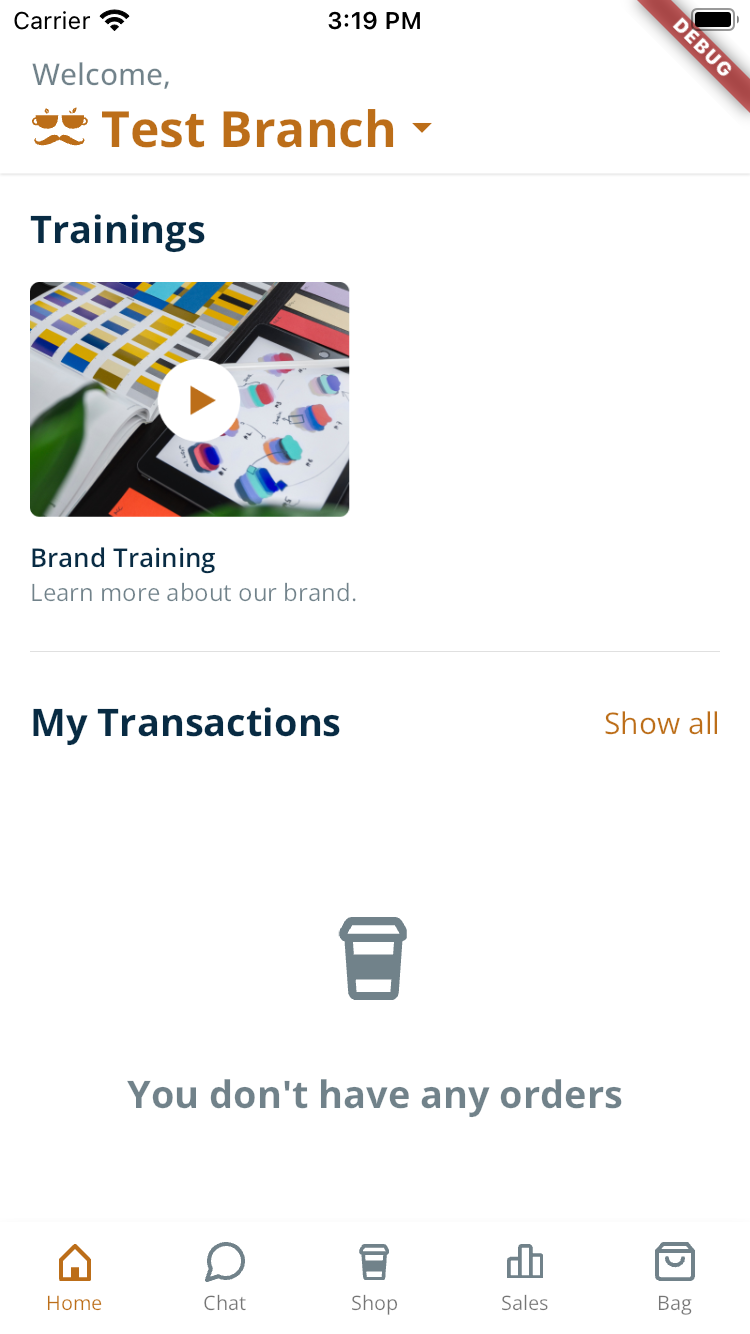 Carrier 3:19 PM
DEBUG
Welcome,
Test Branch
Trainings
Brand Training
Learn more about our brand.
My Transactions Show all
You don't have any orders
Home Chat Shop Sales Bag